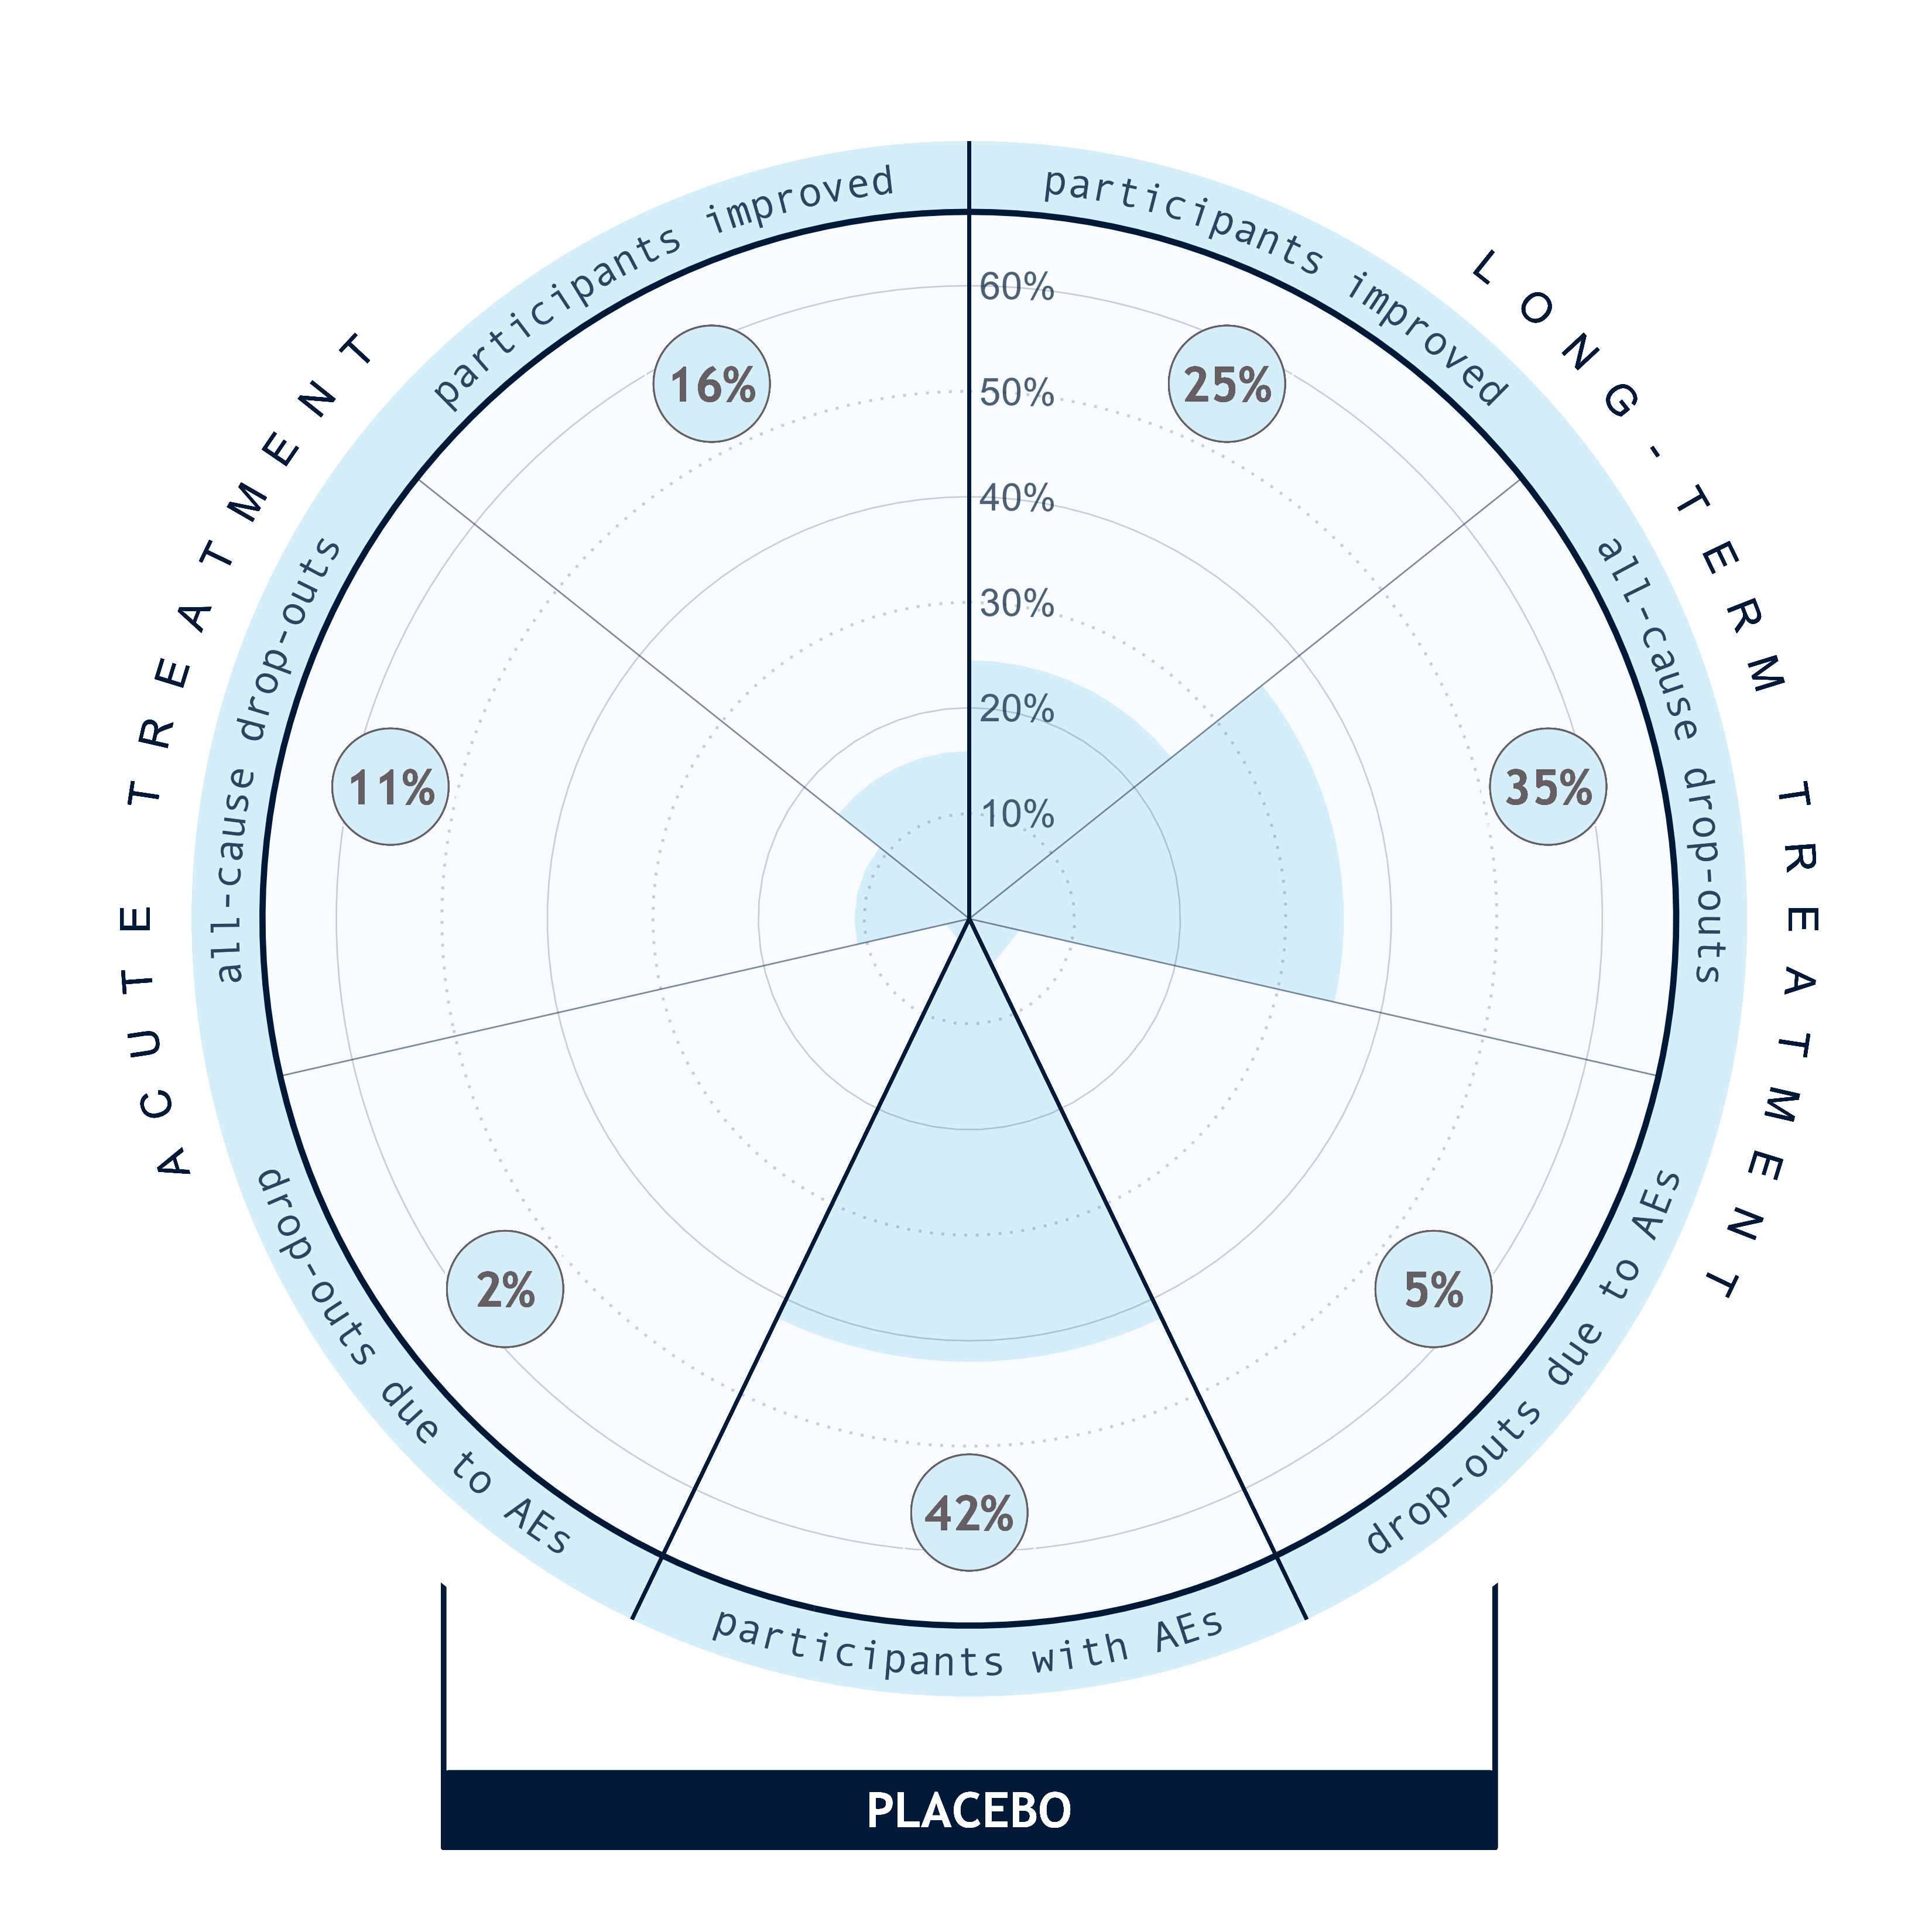 participants improved
participants improved
LONG-TERM TREATMENT
ACUTE TREATMENT
60%
50%
40%
30%
20%
10%
16%
25%
all-cause drop-outs
all-cause drop-outs
11%
35%
2%
5%
drop-outs due to AEs
drop-outs due to AEs
42%
participants with AEs
PLACEBO